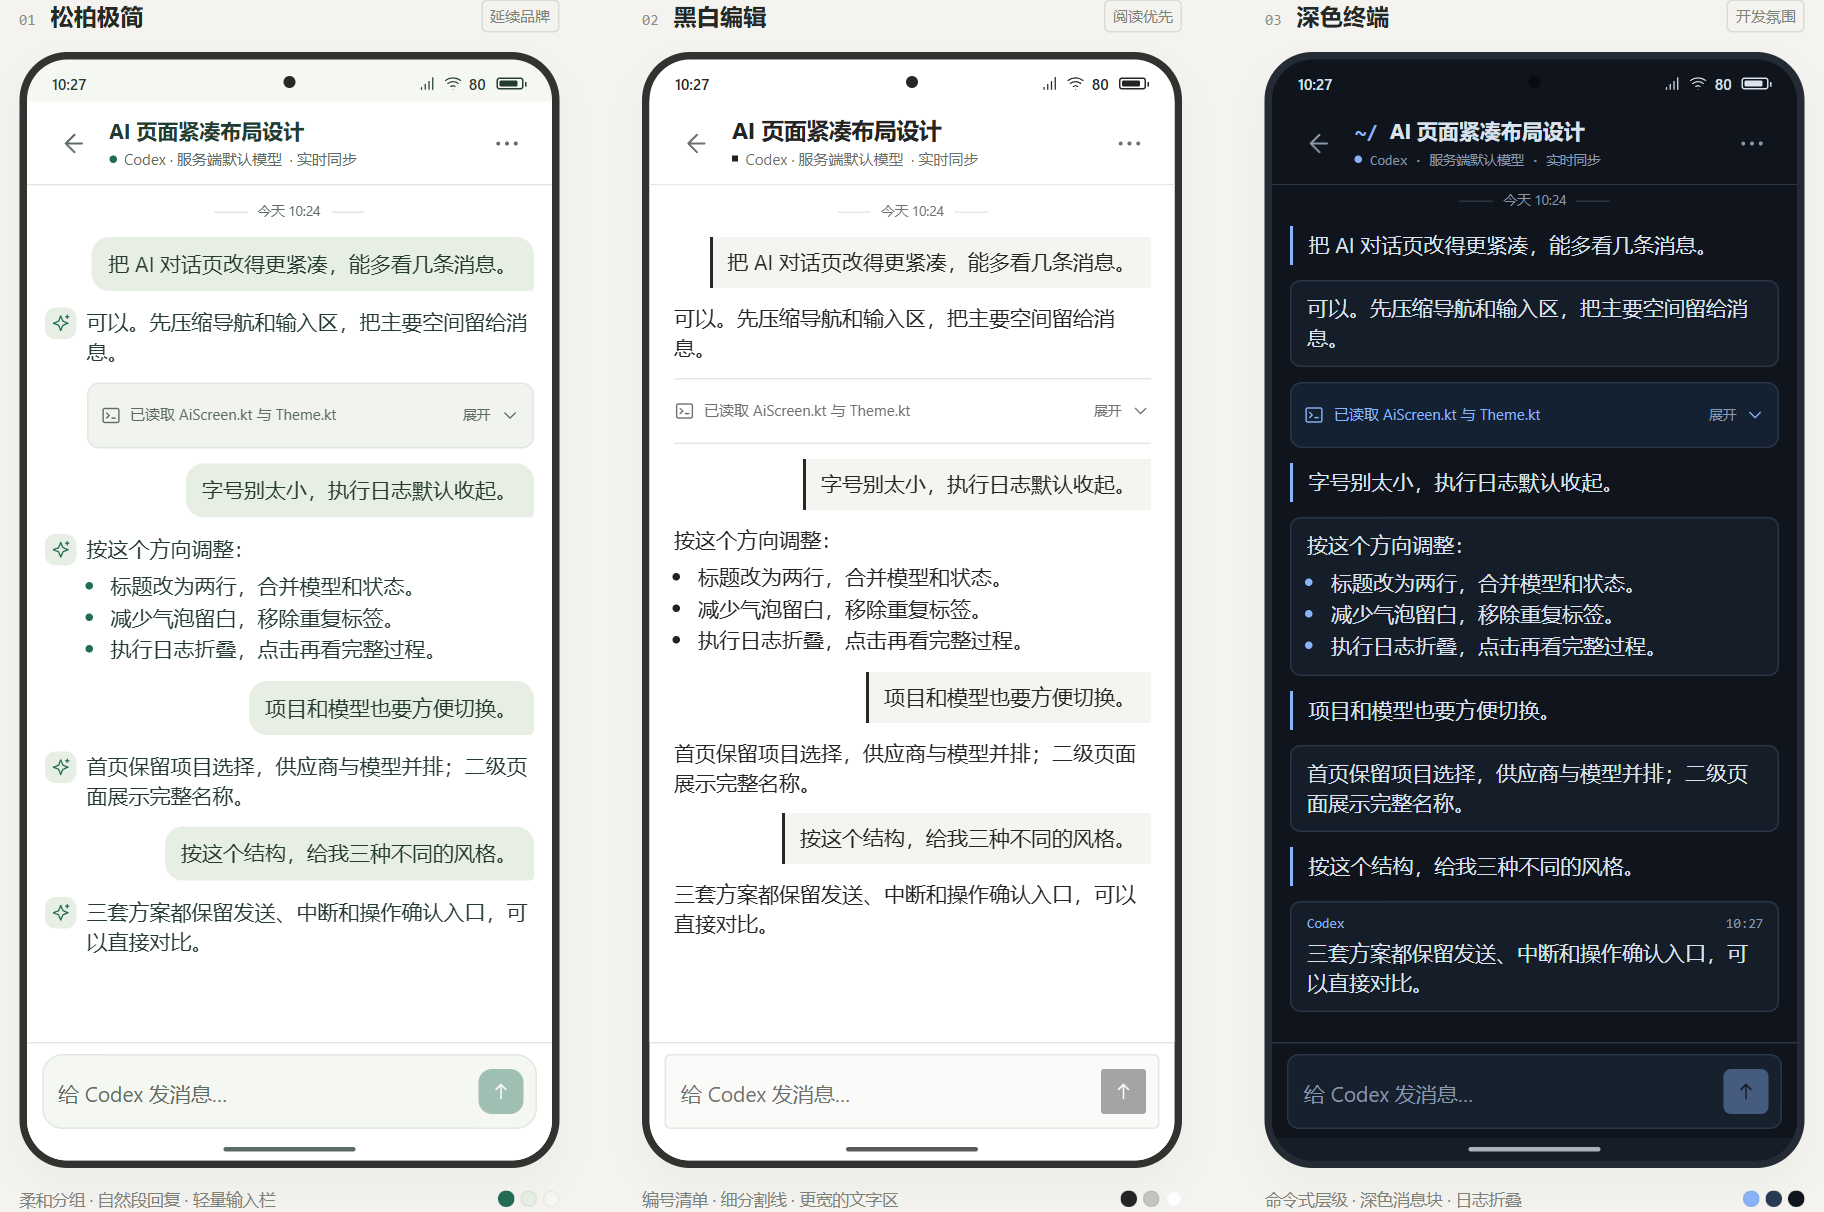 01 松柏极简 延续品牌
10:27 80
AI 页面紧凑布局设计
Codex · 服务端默认模型 · 实时同步
今天 10:24
把 AI 对话页改得更紧凑，能多看几条消息。
可以。先压缩导航和输入区，把主要空间留给消
息。
已读取 AiScreen.kt 与 Theme.kt 展开
字号别太小，执行日志默认收起。
按这个方向调整：
• 标题改为两行，合并模型和状态。
• 减少气泡留白，移除重复标签。
• 执行日志折叠，点击再看完整过程。
项目和模型也要方便切换。
首页保留项目选择，供应商与模型并排；二级页
面展示完整名称。
按这个结构，给我三种不同的风格。
三套方案都保留发送、中断和操作确认入口，可
以直接对比。
给 Codex 发消息...
柔和分组 · 自然段回复 · 轻量输入栏
02 黑白编辑 阅读优先
10:27 80
AI 页面紧凑布局设计
Codex · 服务端默认模型 · 实时同步
今天 10:24
把 AI 对话页改得更紧凑，能多看几条消息。
可以。先压缩导航和输入区，把主要空间留给消
息。
已读取 AiScreen.kt 与 Theme.kt 展开
字号别太小，执行日志默认收起。
按这个方向调整：
• 标题改为两行，合并模型和状态。
• 减少气泡留白，移除重复标签。
• 执行日志折叠，点击再看完整过程。
项目和模型也要方便切换。
首页保留项目选择，供应商与模型并排；二级页面
展示完整名称。
按这个结构，给我三种不同的风格。
三套方案都保留发送、中断和操作确认入口，可以
直接对比。
给 Codex 发消息...
编号清单 · 细分割线 · 更宽的文字区
03 深色终端 开发氛围
10:27 80
~/ AI 页面紧凑布局设计
Codex · 服务端默认模型 · 实时同步
今天 10:24
把 AI 对话页改得更紧凑，能多看几条消息。
可以。先压缩导航和输入区，把主要空间留给消
息。
已读取 AiScreen.kt 与 Theme.kt 展开
字号别太小，执行日志默认收起。
按这个方向调整：
• 标题改为两行，合并模型和状态。
• 减少气泡留白，移除重复标签。
• 执行日志折叠，点击再看完整过程。
项目和模型也要方便切换。
首页保留项目选择，供应商与模型并排；二级页
面展示完整名称。
按这个结构，给我三种不同的风格。
Codex 10:27
三套方案都保留发送、中断和操作确认入口，可
以直接对比。
给 Codex 发消息...
命令式层级 · 深色消息块 · 日志折叠